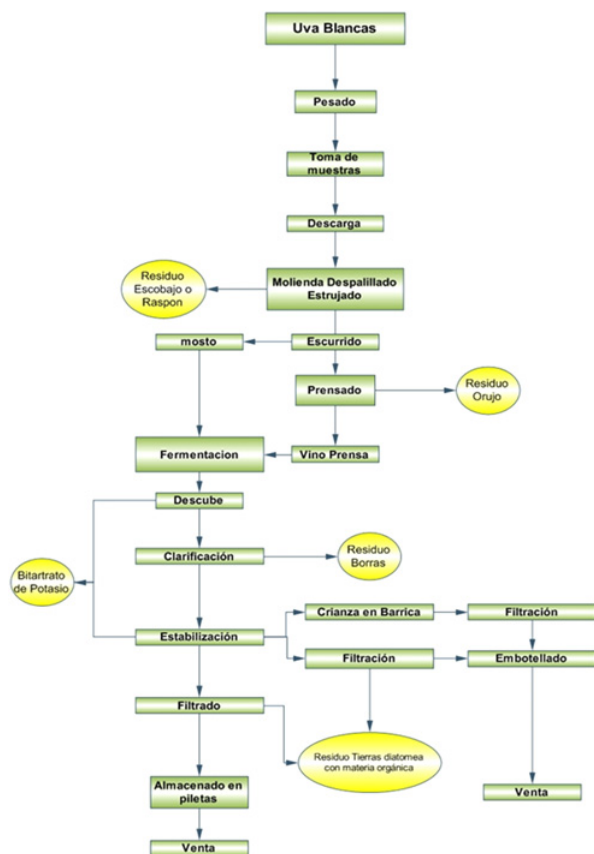 Uva Blancas
Pesado
Toma de
muestras
Descarga
Residuo
Escobajo o
Raspon
Molienda Despalillado
Estrujado
mosto
Escurrido
Prensado
Residuo
Orujo
Fermentacion
Vino Prensa
Descube
Clarificación
Residuo
Borras
Bitartrato
de Potasio
Crianza en Barrica
Filtración
Estabilización
Filtración
Embotellado
Filtrado
Residuo Tierras diatomea
con materia orgánica
Almacenado en
piletas
Venta
Venta